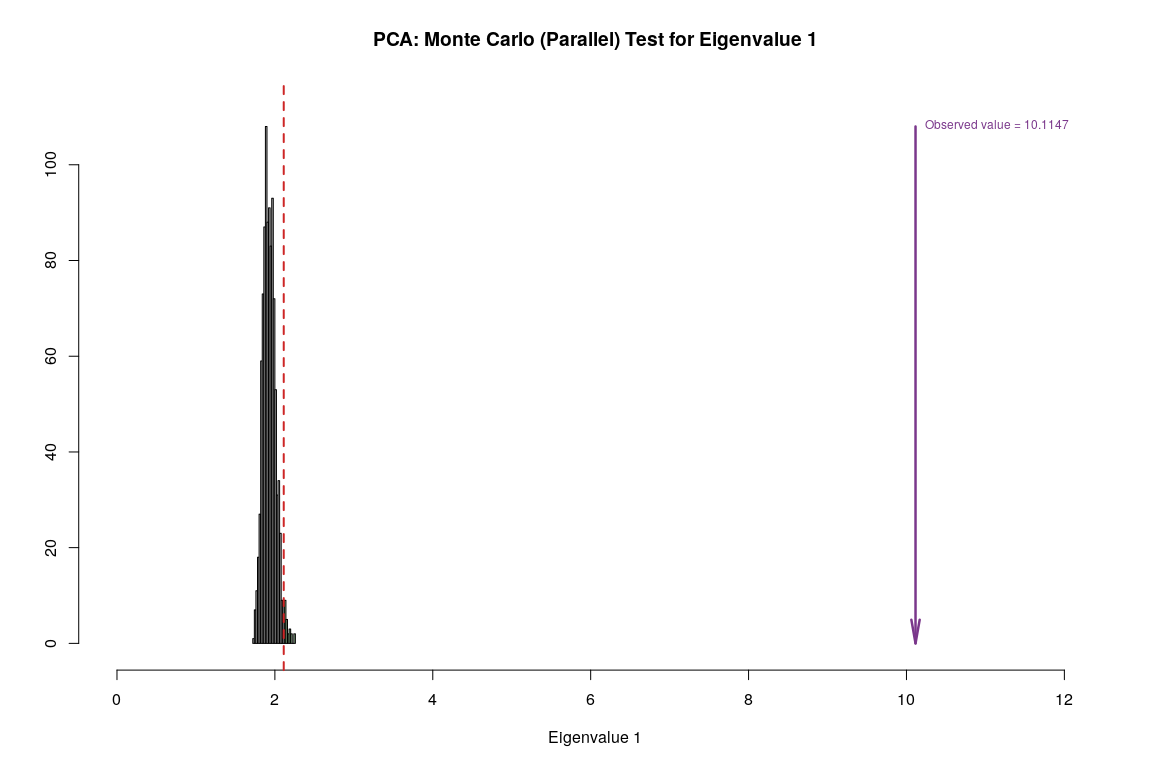 PCA: Monte Carlo (Parallel) Test for Eigenvalue 1
Observed value = 10.1147
100
80
60
40
20
0
0 2 4 6 8 10 12
Eigenvalue 1